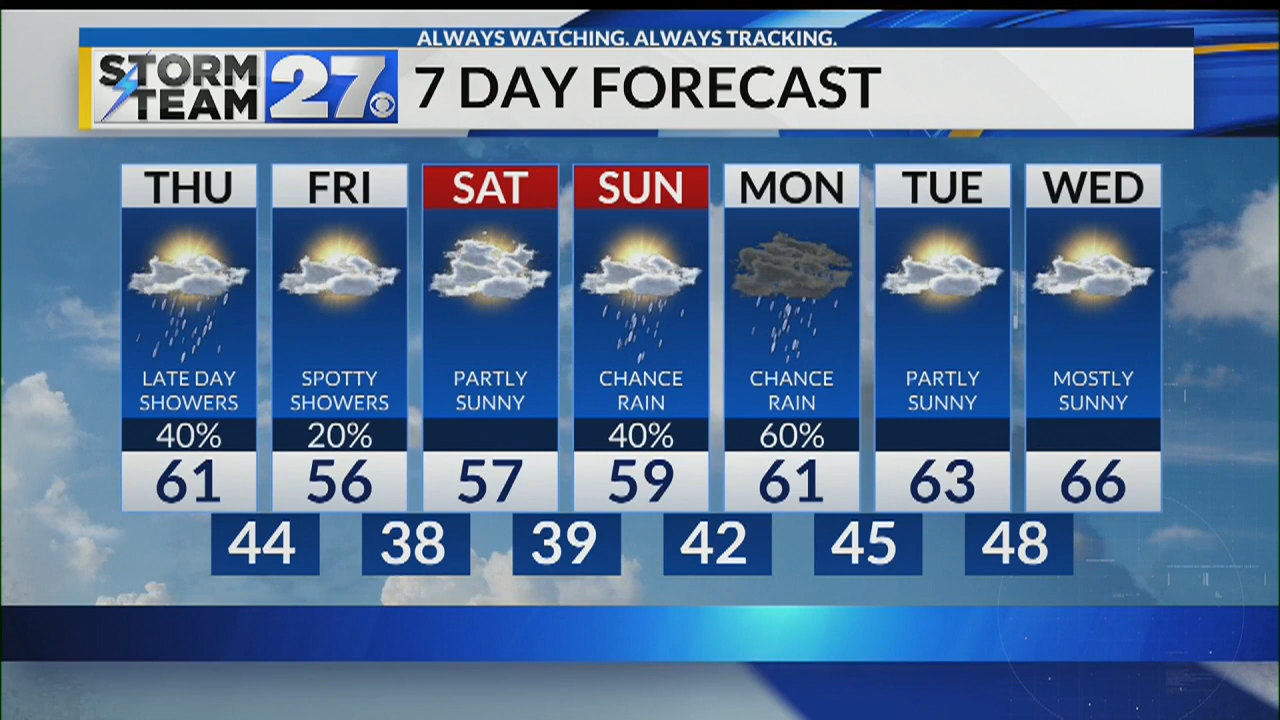 ALWAYS WATCHING. ALWAYS TRACKING.
STORM
TEAM
27
7 DAY FORECAST
THU FRI SAT SUN MON TUE WED
LATE DAY SPOTTY PARTLY CHANCE CHANCE PARTLY MOSTLY
SHOWERS SHOWERS SUNNY RAIN RAIN SUNNY SUNNY
40% 20% 40% 60%
61 56 57 59 61 63 66
44 38 39 42 45 48